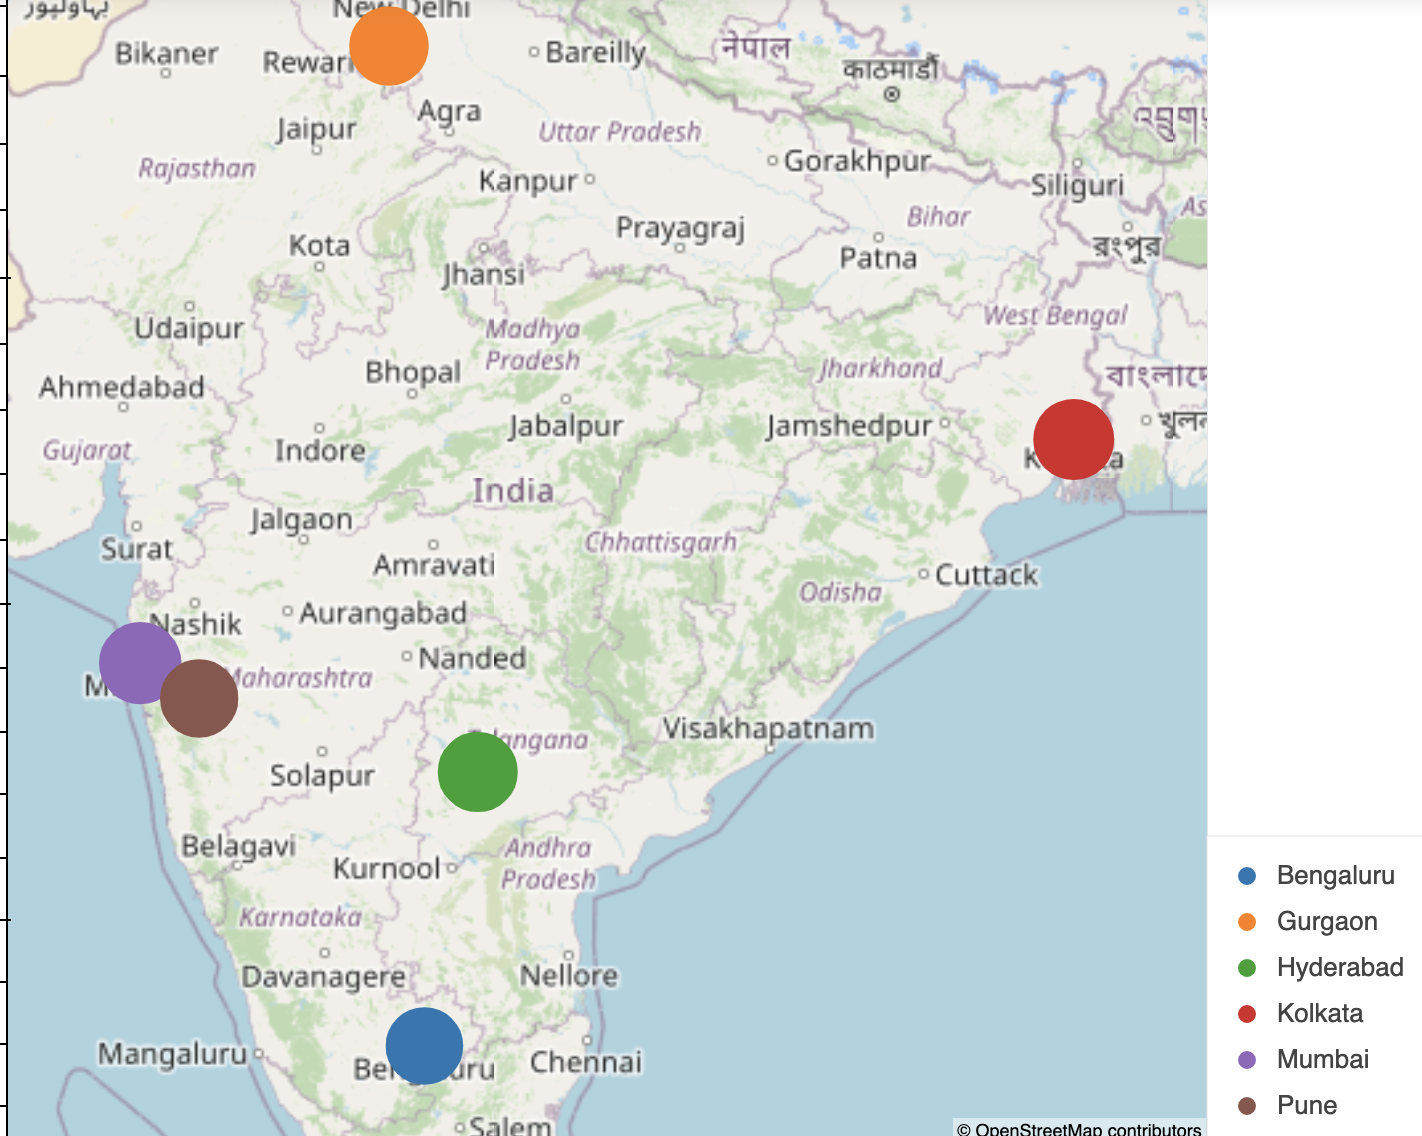 بہاولپور
New Delhi
Bikaner
Bareilly
नेपाल
काठमाडौं
Agra
Jaipur
Uttar Pradesh
Rajasthan
Gorakhpur
Kanpur
Siliguri
Bihar
Prayagraj
Kota
Patna
রংপুর
Jhansi
West Bengal
Udaipur
Madhya
Pradesh
Bhopal
Jharkhand
Ahmedabad
Jabalpur
Jamshedpur
Gujarat
Indore
India
Jalgaon
Surat
Chhattisgarh
Amravati
Cuttack
Odisha
Nashik
Aurangabad
Nanded
Maharashtra
Visakhapatnam
Solapur
Belagavi
Andhra
Pradesh
Kurnool
Karnataka
Davanagere
Nellore
Mangaluru
Chennai
Salem
Bengaluru
Gurgaon
Hyderabad
Kolkata
Mumbai
Pune
© OpenStreetMap contributors